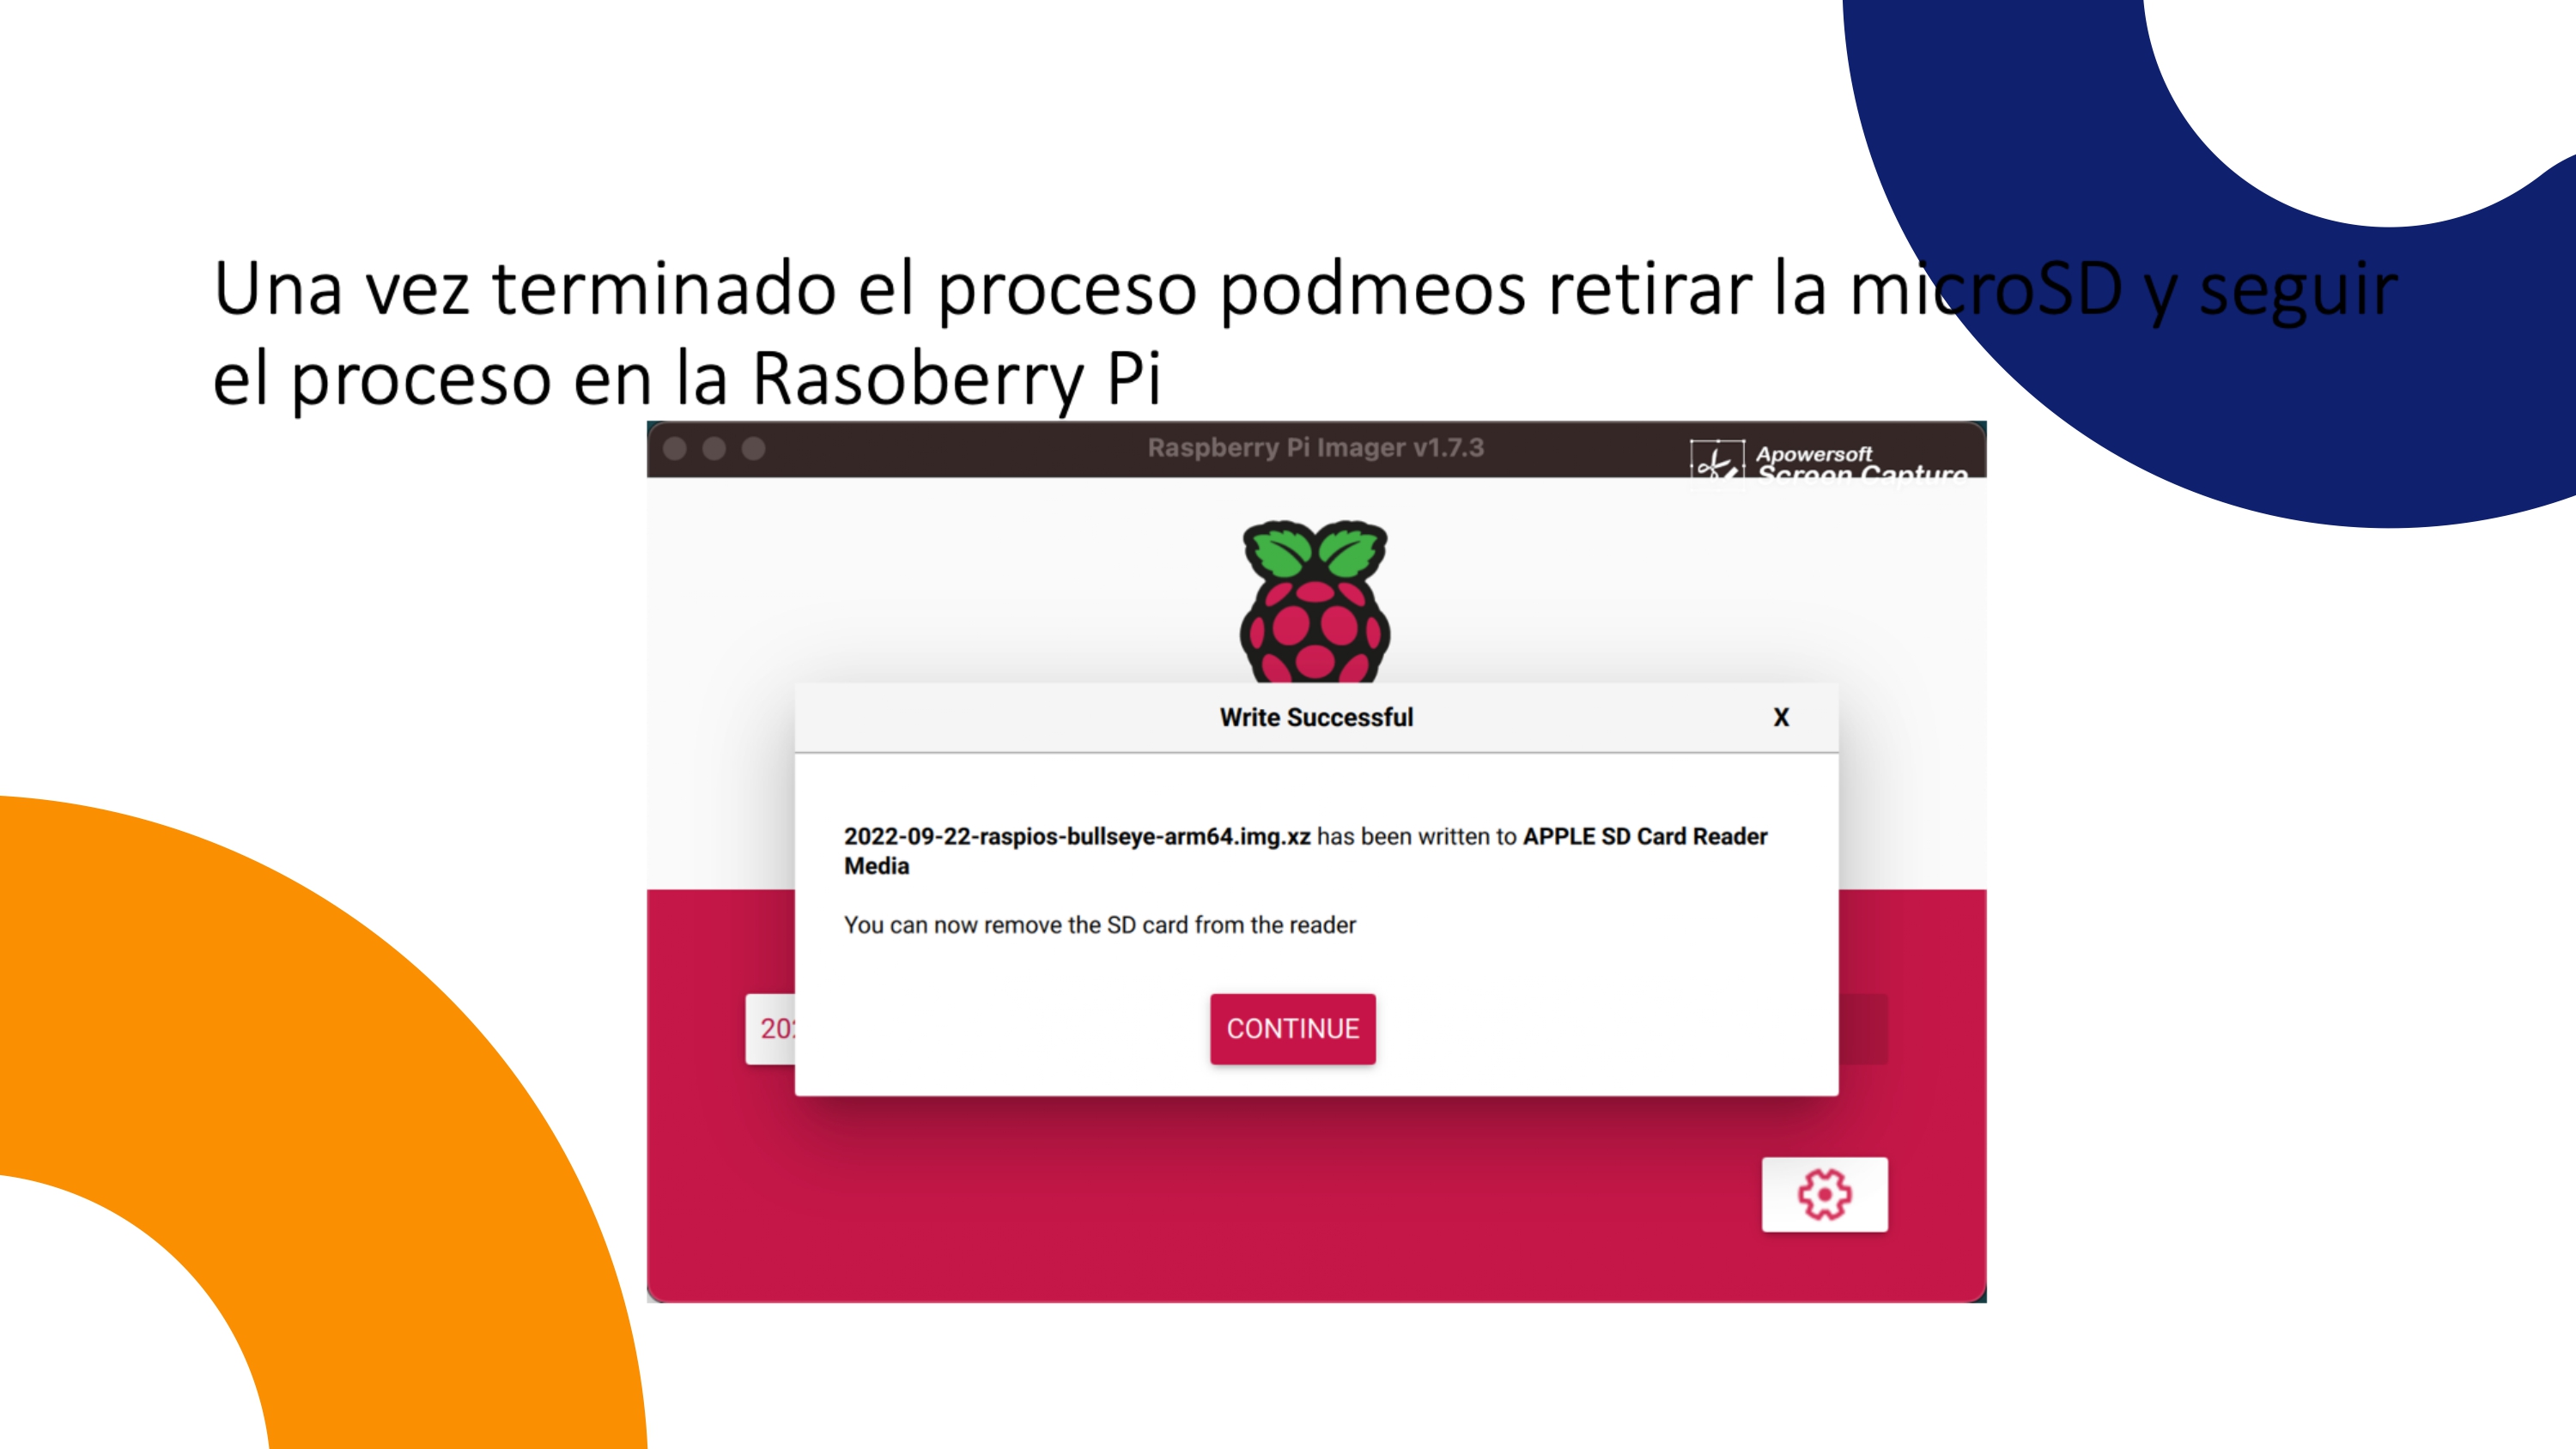 Una vez terminado el proceso podmeos retirar la microSD y seguir
el proceso en la Rasoberry Pi
Raspberry Pi Imager v1.7.3
Apowersoft
Screen Capture
Write Successful
X
2022-09-22-raspios-bullseye-arm64.img.xz has been written to APPLE SD Card Reader
Media
You can now remove the SD card from the reader
CONTINUE